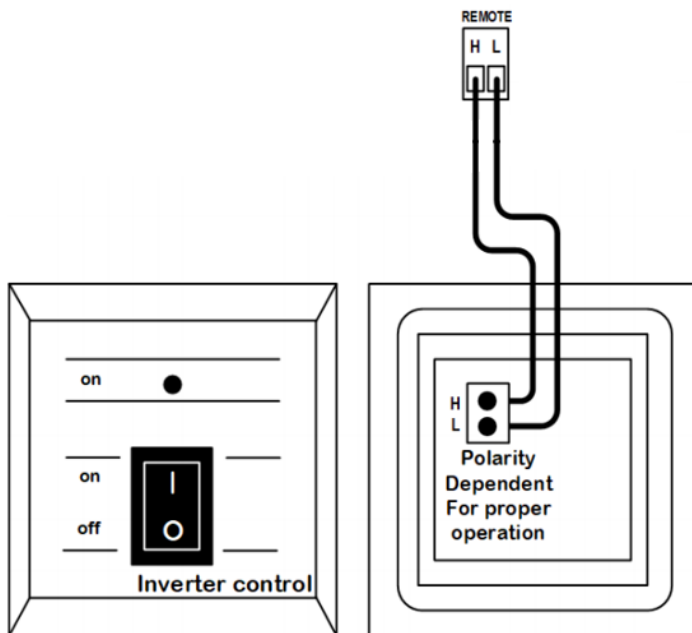 REMOTE
H L
on
on
I
O
off
Inverter control
H
L
Polarity
Dependent
For proper
operation